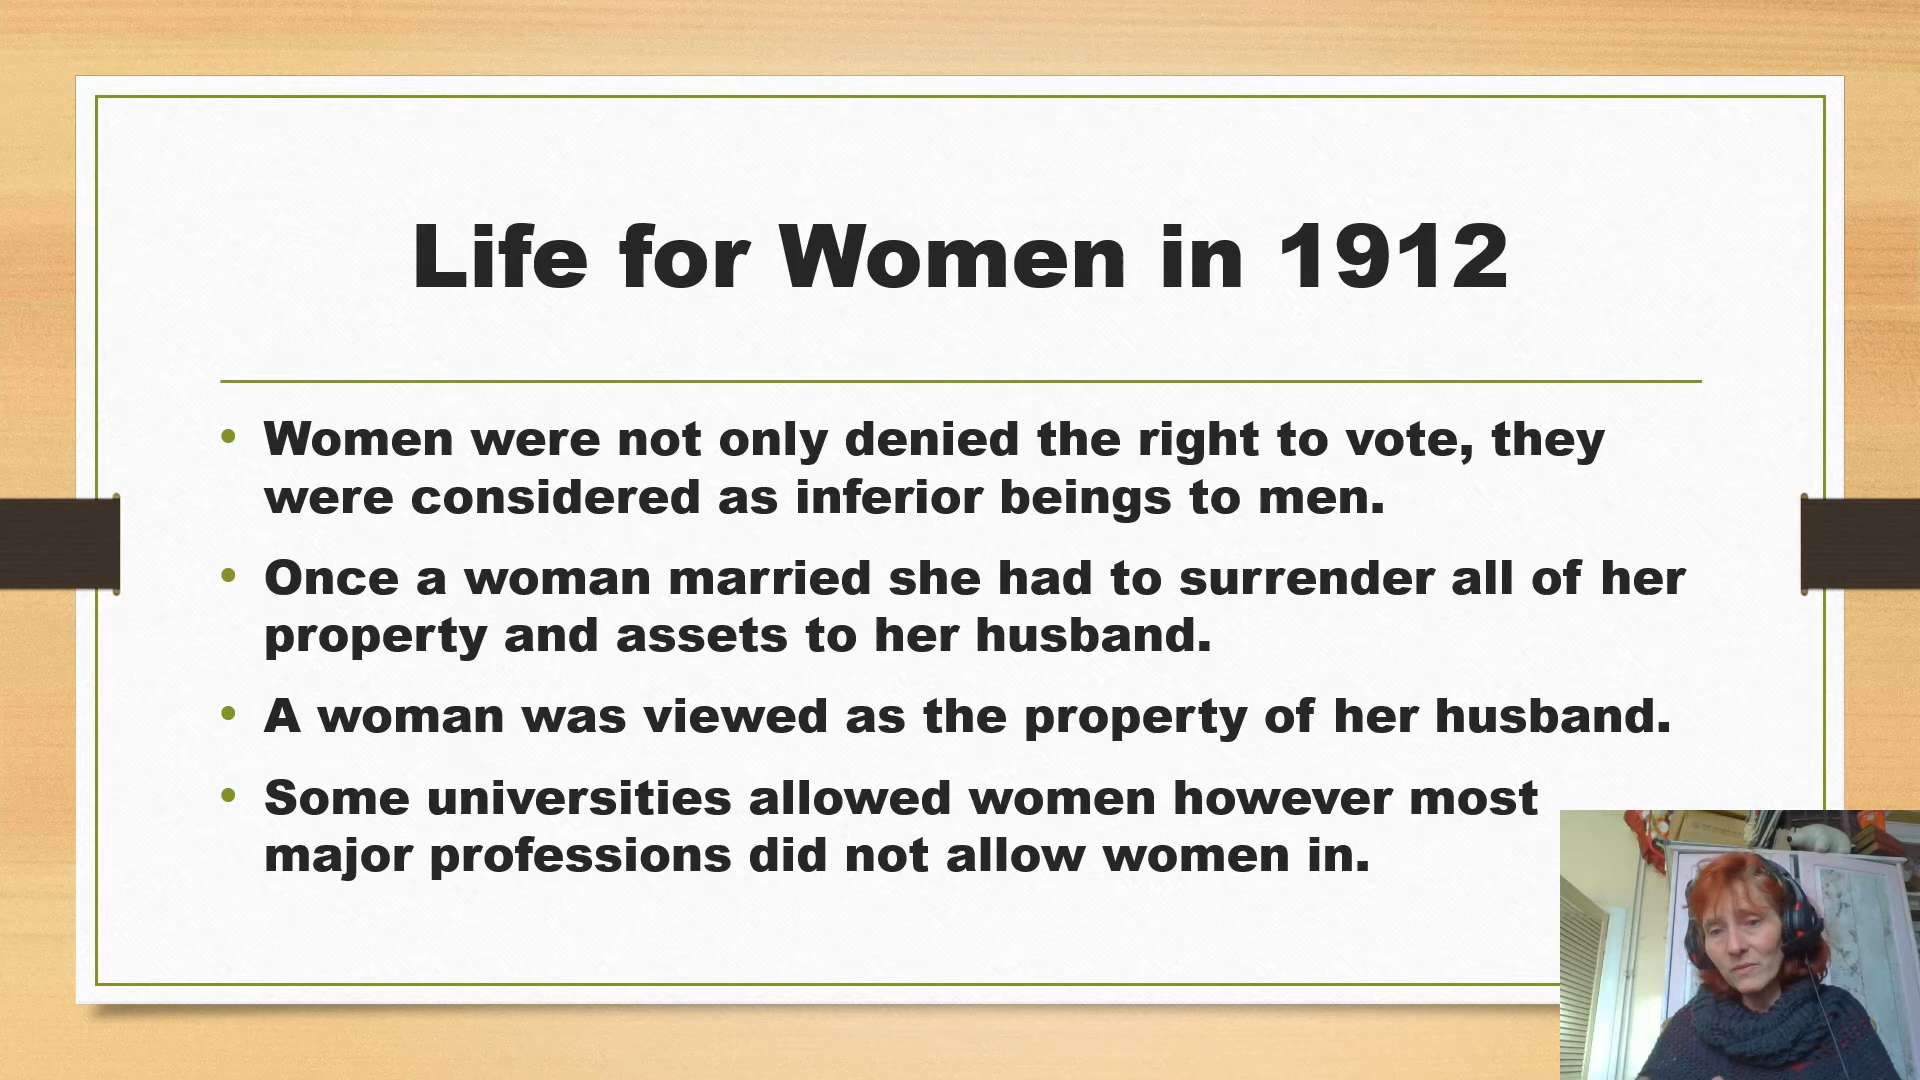 Life for Women in 1912
• Women were not only denied the right to vote, they
were considered as inferior beings to men.
• Once a woman married she had to surrender all of her
property and assets to her husband.
• A woman was viewed as the property of her husband.
• Some universities allowed women however most
major professions did not allow women in.